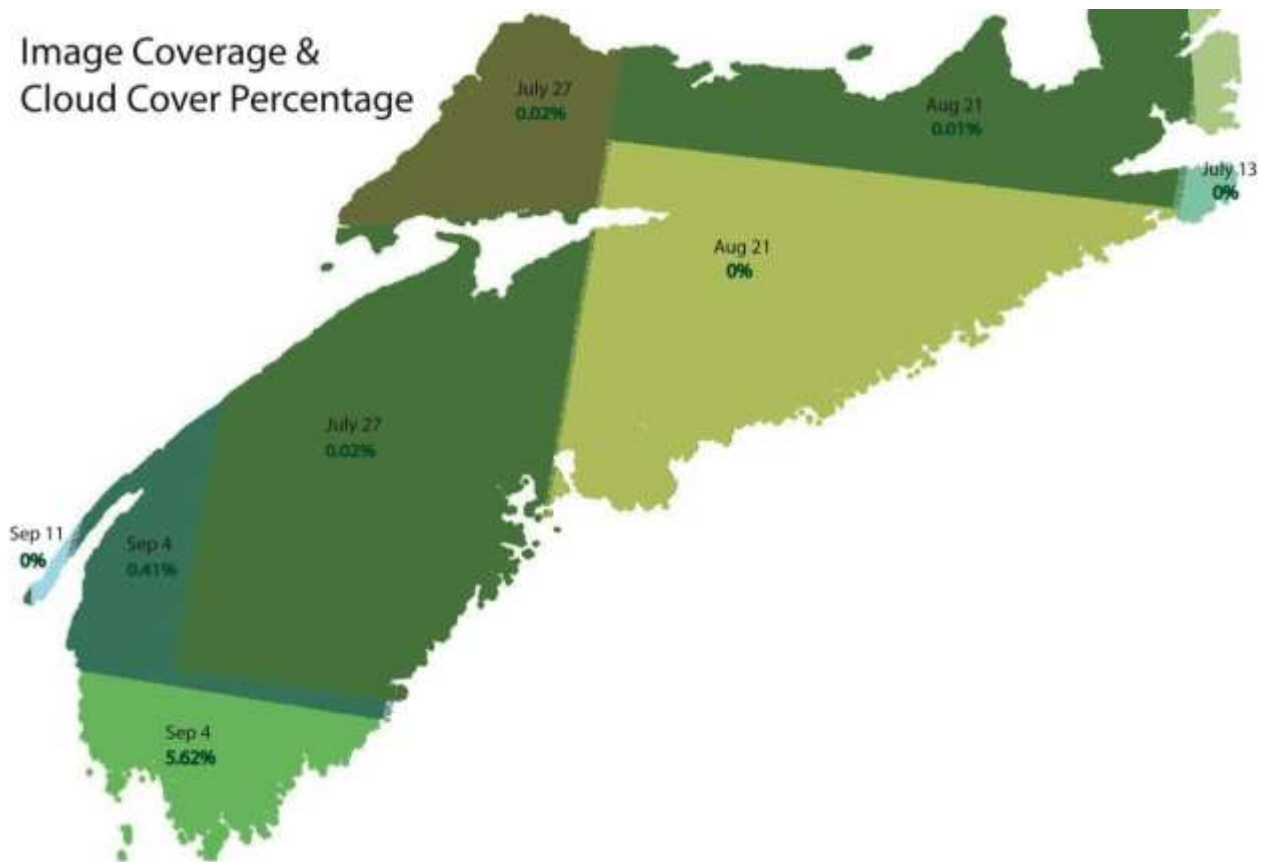 Image Coverage &
Cloud Cover Percentage
July 27
0.02%
Aug 21
0.01%
July 13
0%
Aug 21
0%
July 27
0.02%
Sep 11
0%
Sep 4
0.41%
Sep 4
5.62%